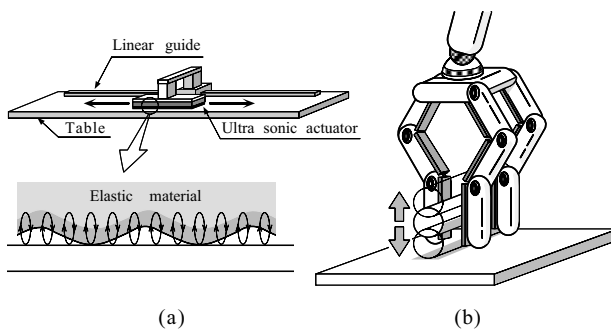 Linear guide
Table
Ultra sonic actuator
Elastic material
(a)
(b)